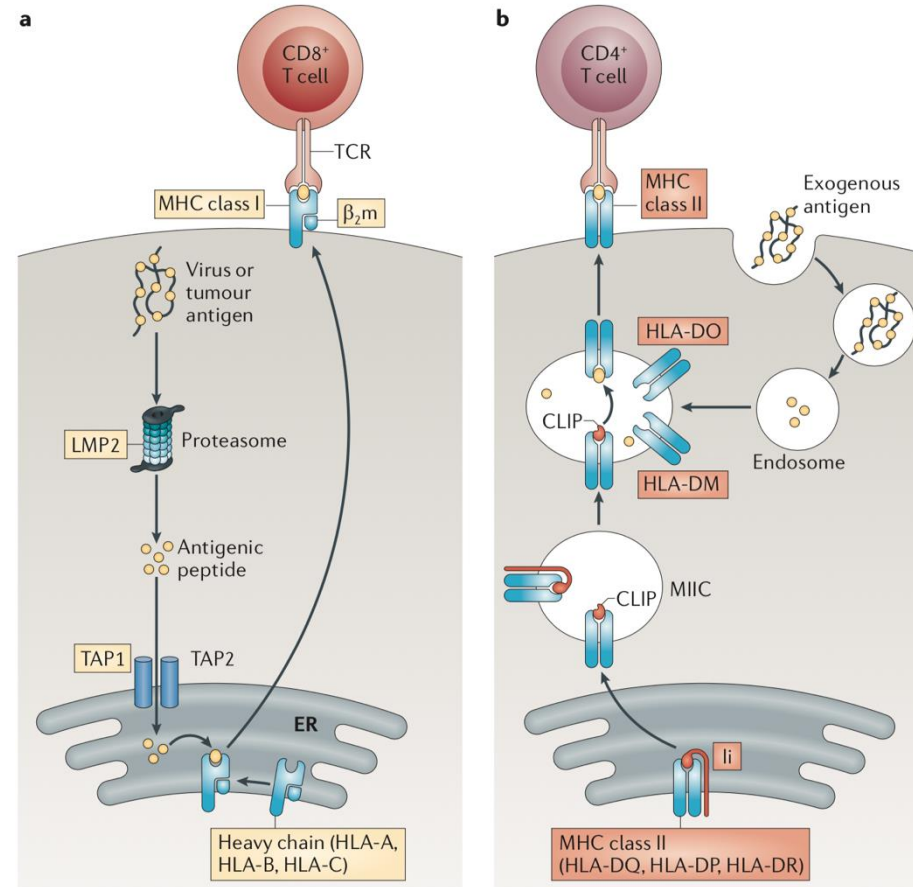 a
CD8⁺
T cell
TCR
MHC class I
β₂m
Virus or
tumour
antigen
LMP2
Proteasome
Antigenic
peptide
TAP1
TAP2
ER
Heavy chain (HLA-A,
HLA-B, HLA-C)
b
CD4⁺
T cell
MHC
class II
Exogenous
antigen
HLA-DO
CLIP
HLA-DM
Endosome
CLIP
MIIC
Ii
MHC class II
(HLA-DQ, HLA-DP, HLA-DR)